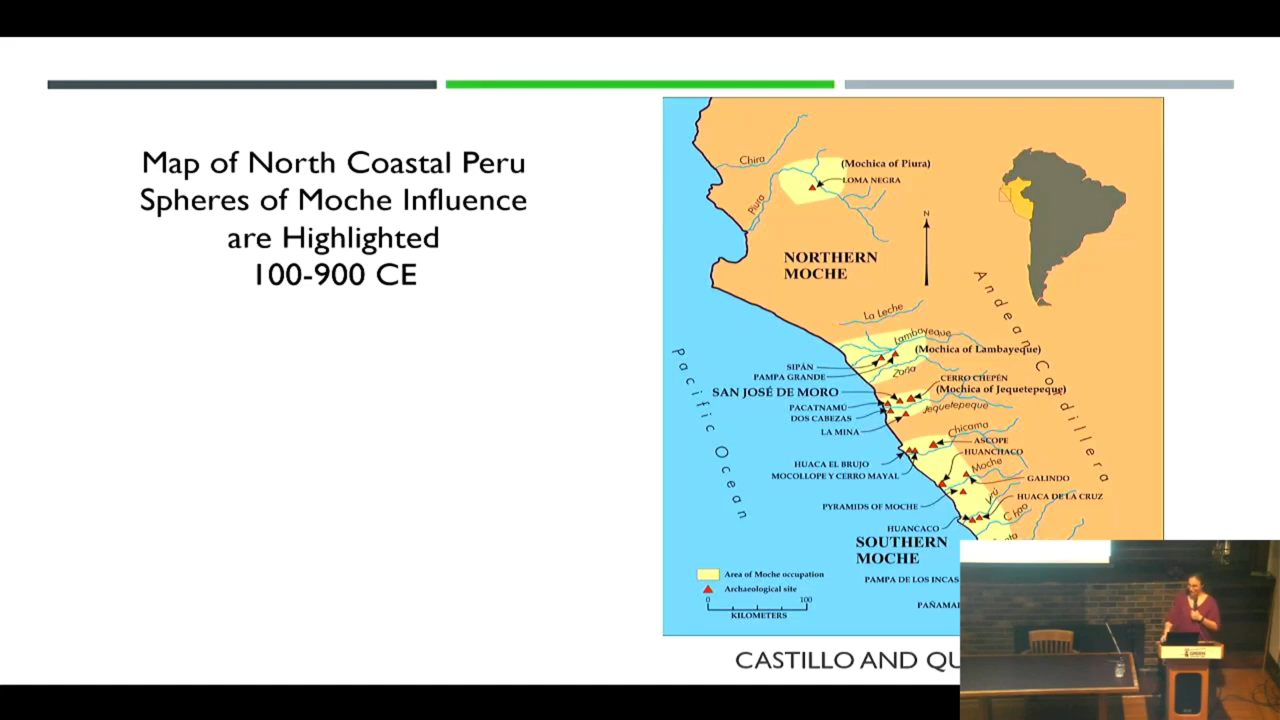 Map of North Coastal Peru
Spheres of Moche Influence
are Highlighted
100-900 CE
Chira
(Mochica of Piura)
LOMA NEGRA
Piura
N
NORTHERN
MOCHE
Andean Cordillera
La Leche
Lambayeque
(Mochica of Lambayeque)
Pacific Ocean
SIPÁN
PAMPA GRANDE
Zaña
CERRO CHEPÉN
(Mochica of Jequetepeque)
SAN JOSÉ DE MORO
PACATNAMÚ
Jequetepeque
DOS CABEZAS
LA MINA
Chicama
ASCOPE
HUANCHACO
HUACA EL BRUJO
Moche
MOCOLLOPE Y CERRO MAYAL
GALINDO
Virú
HUACA DE LA CRUZ
PYRAMIDS OF MOCHE
Chao
HUANCACO
SOUTHERN
MOCHE
Area of Moche occupation
PAMPA DE LOS INCAS
Archaeological site
0 100
KILOMETERS
CASTILLO AND